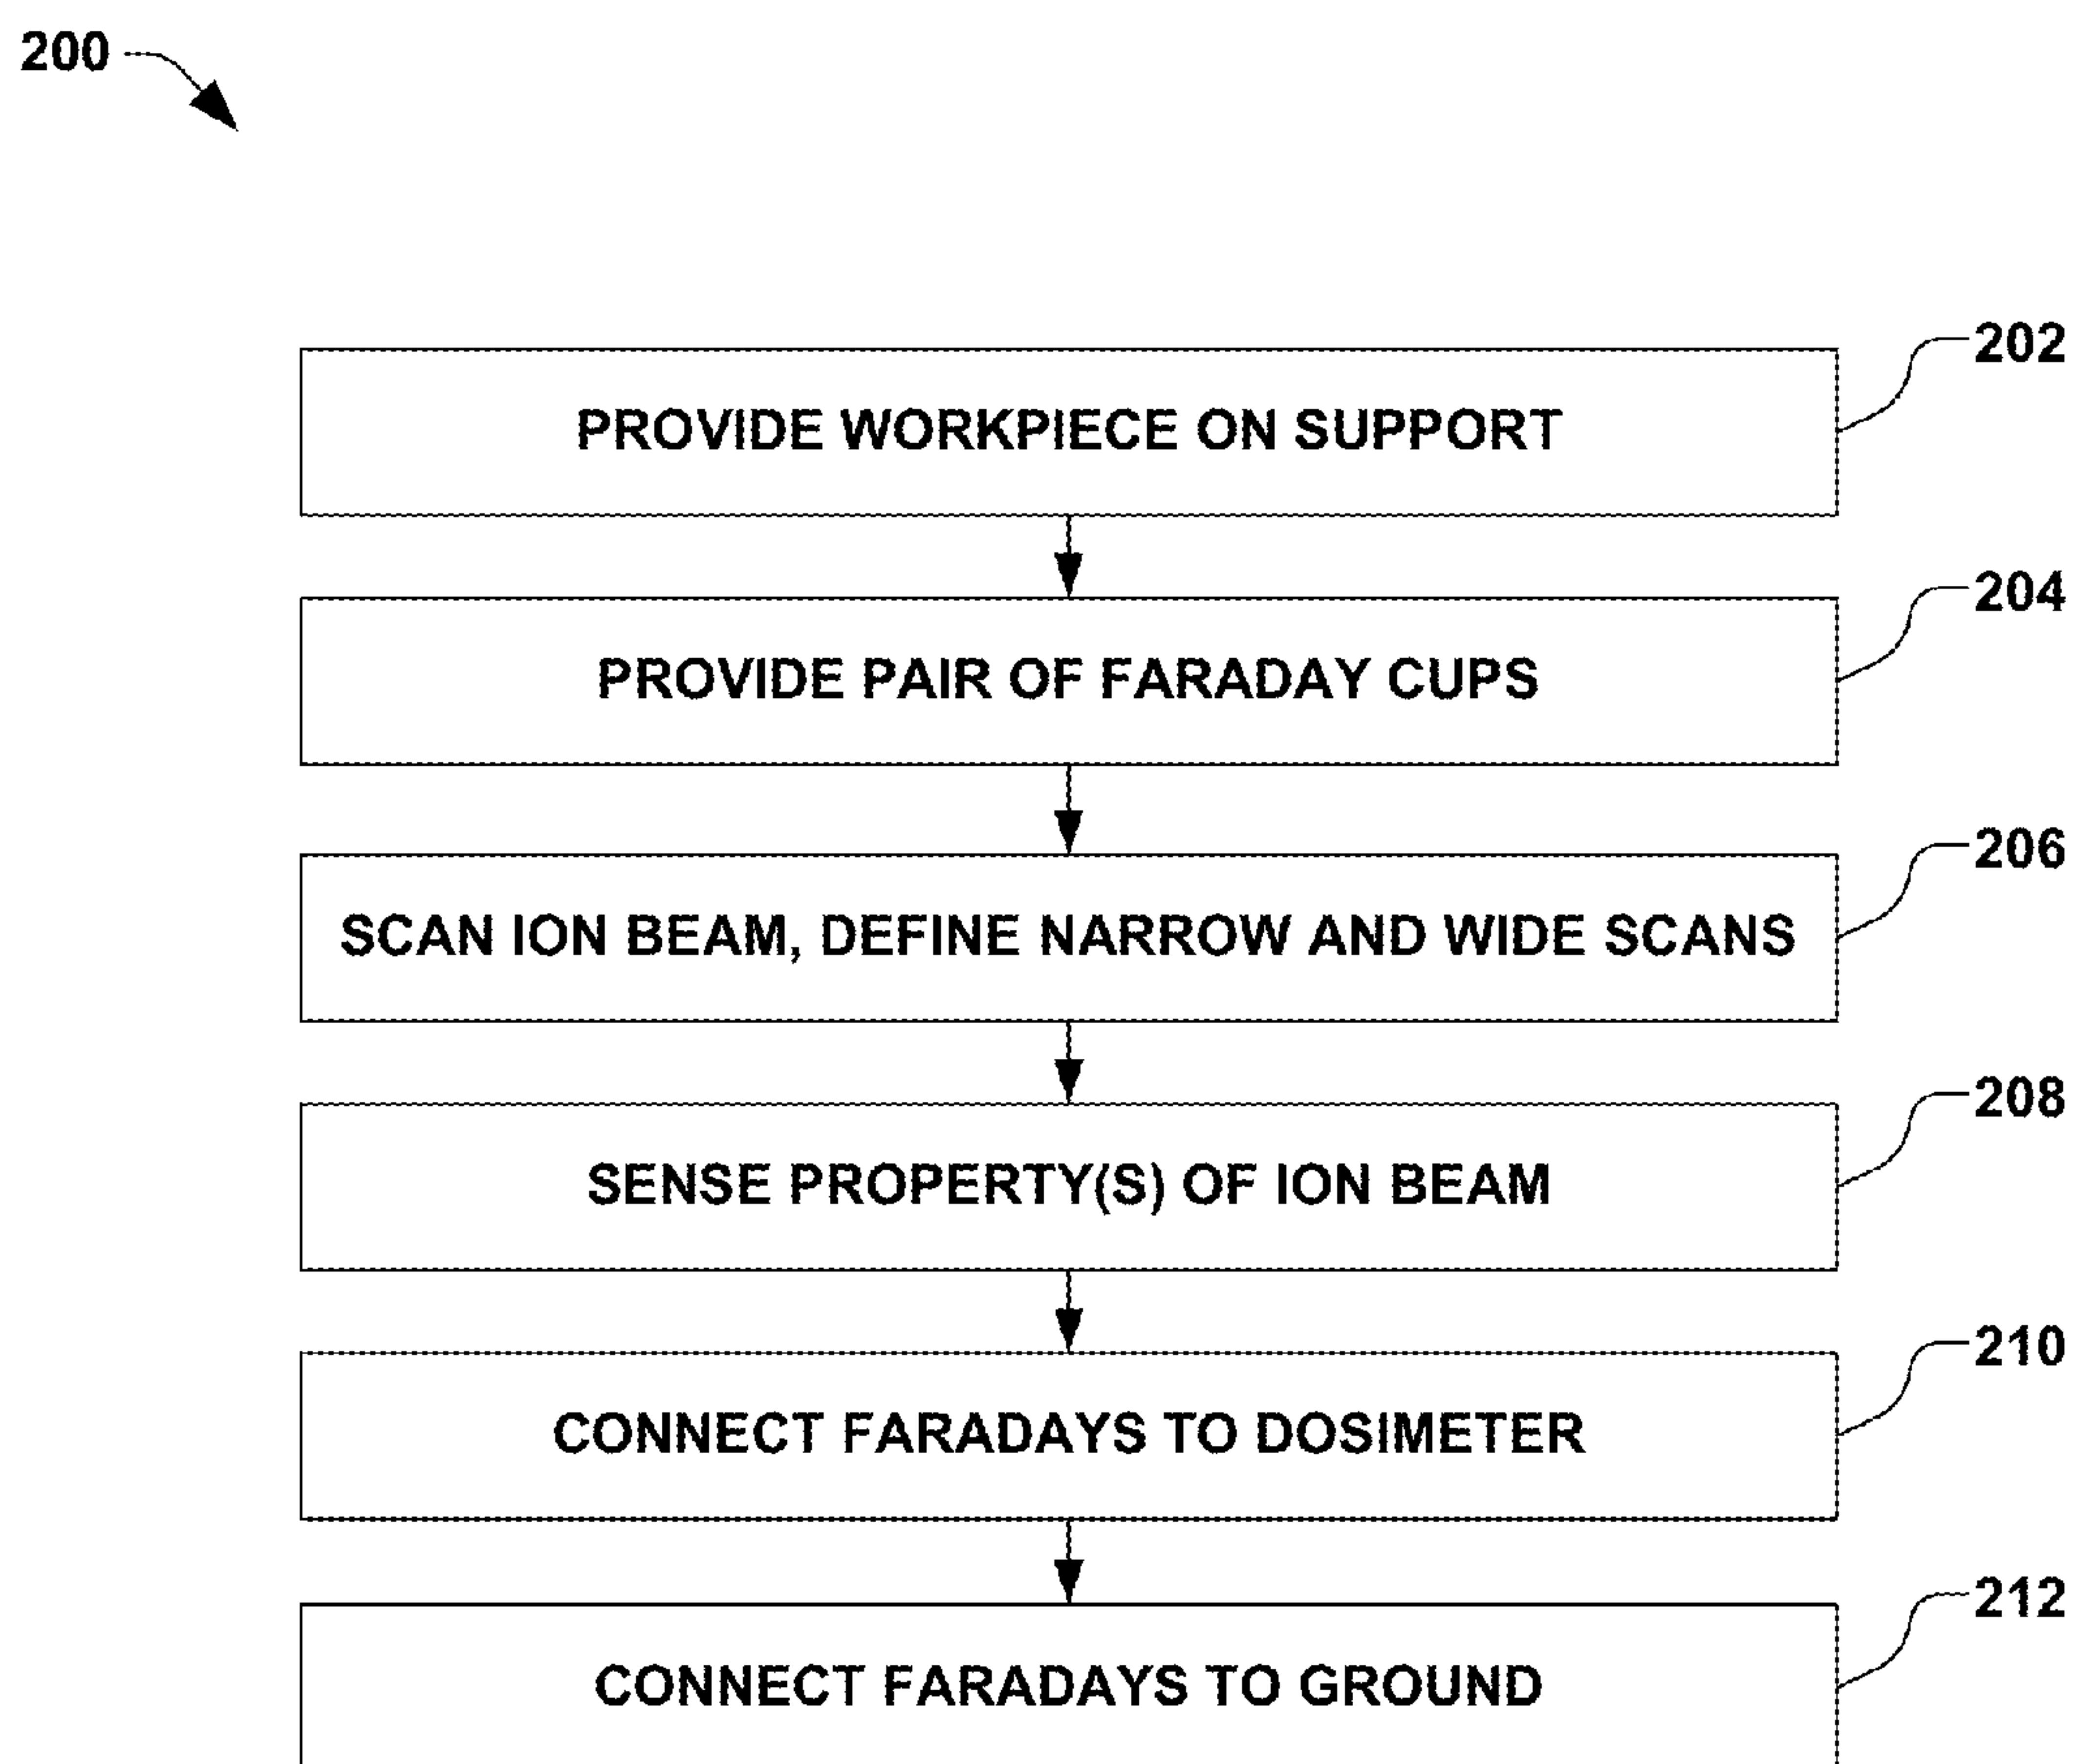 200
202
PROVIDE WORKPIECE ON SUPPORT
204
PROVIDE PAIR OF FARADAY CUPS
206
SCAN ION BEAM, DEFINE NARROW AND WIDE SCANS
208
SENSE PROPERTY(S) OF ION BEAM
210
CONNECT FARADAYS TO DOSIMETER
212
CONNECT FARADAYS TO GROUND